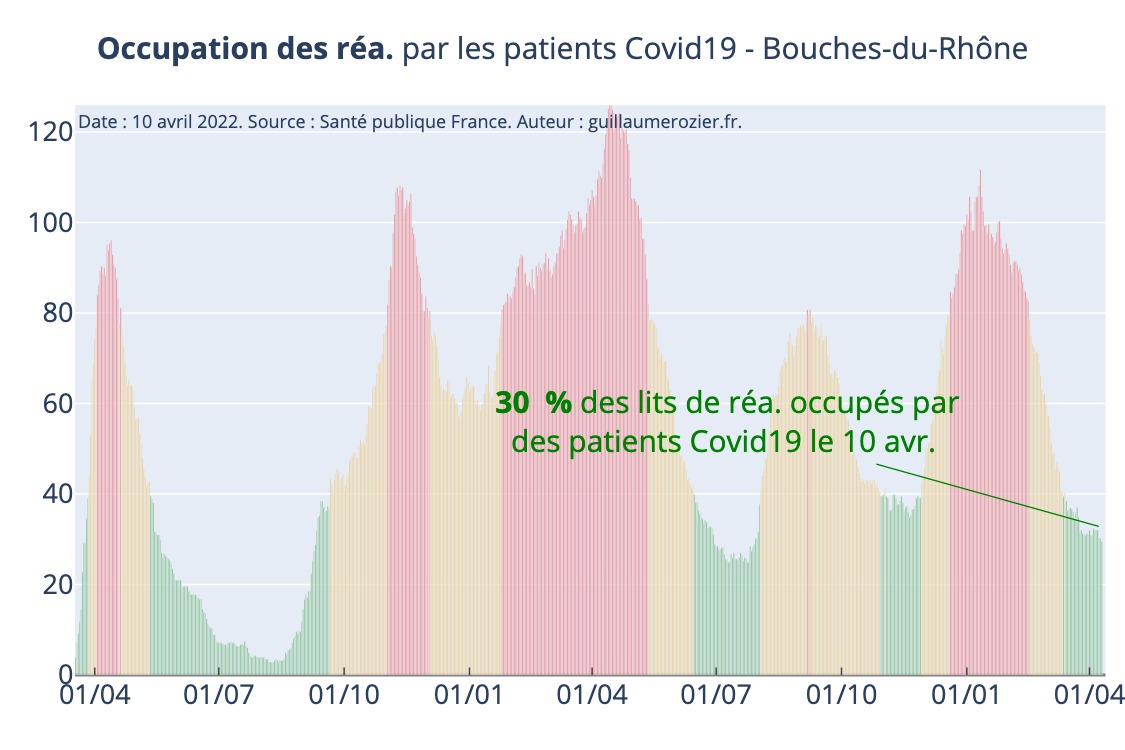 Occupation des réa. par les patients Covid19 - Bouches-du-Rhône
Date : 10 avril 2022. Source : Santé publique France. Auteur : guillaumerozier.fr.
120
100
80
60
40
20
0
30 % des lits de réa. occupés par
des patients Covid19 le 10 avr.
01/04 01/07 01/10 01/01 01/04 01/07 01/10 01/01 01/04